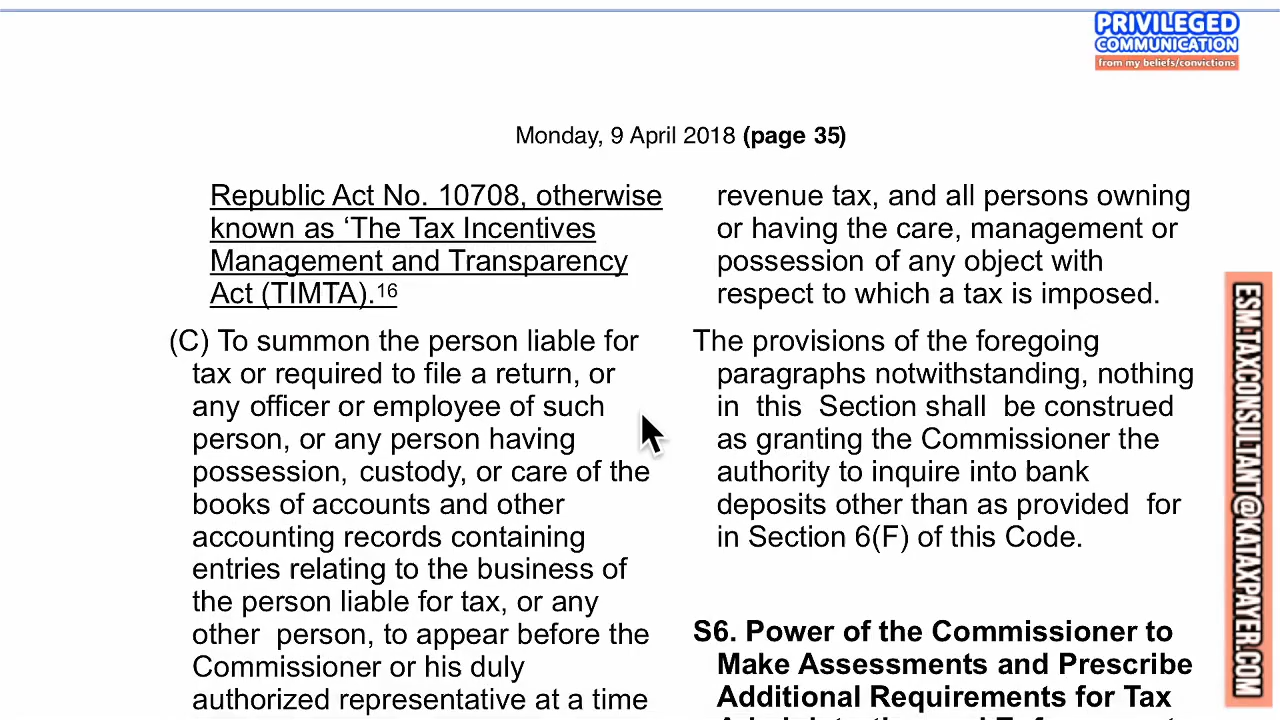 PRIVILEGED
COMMUNICATION
from my beliefs/convictions
Monday, 9 April 2018 (page 35)
Republic Act No. 10708, otherwise
known as ‘The Tax Incentives
Management and Transparency
Act (TIMTA).16
(C) To summon the person liable for
tax or required to file a return, or
any officer or employee of such
person, or any person having
possession, custody, or care of the
books of accounts and other
accounting records containing
entries relating to the business of
the person liable for tax, or any
other person, to appear before the
Commissioner or his duly
authorized representative at a time
revenue tax, and all persons owning
or having the care, management or
possession of any object with
respect to which a tax is imposed.
The provisions of the foregoing
paragraphs notwithstanding, nothing
in this Section shall be construed
as granting the Commissioner the
authority to inquire into bank
deposits other than as provided for
in Section 6(F) of this Code.
S6. Power of the Commissioner to
Make Assessments and Prescribe
Additional Requirements for Tax
ESM.TAXCONSULTANT@KATAXPAYER.COM